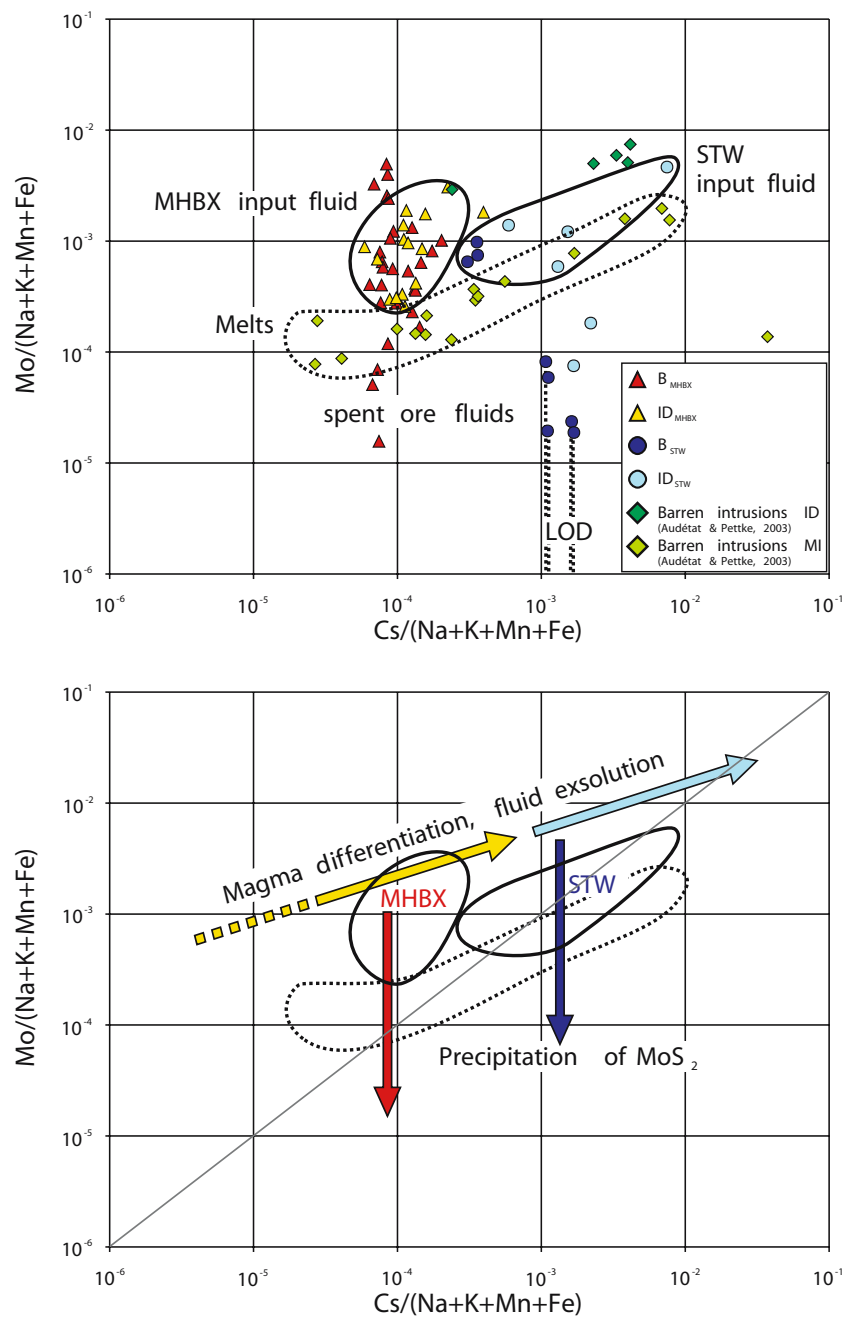 10⁻¹
10⁻²
10⁻³
10⁻⁴
10⁻⁵
10⁻⁶
Mo/(Na+K+Mn+Fe)
MHBX input fluid
STW
input fluid
Melts
spent ore fluids
LOD
B MHBX
ID MHBX
B STW
ID STW
Barren intrusions ID
(Audétat & Pettke, 2003)
Barren intrusions MI
(Audétat & Pettke, 2003)
10⁻⁶ 10⁻⁵ 10⁻⁴ 10⁻³ 10⁻² 10⁻¹
Cs/(Na+K+Mn+Fe)
10⁻¹
10⁻²
10⁻³
10⁻⁴
10⁻⁵
10⁻⁶
Mo/(Na+K+Mn+Fe)
Magma differentiation, fluid exsolution
MHBX
STW
Precipitation of MoS₂
10⁻⁶ 10⁻⁵ 10⁻⁴ 10⁻³ 10⁻² 10⁻¹
Cs/(Na+K+Mn+Fe)